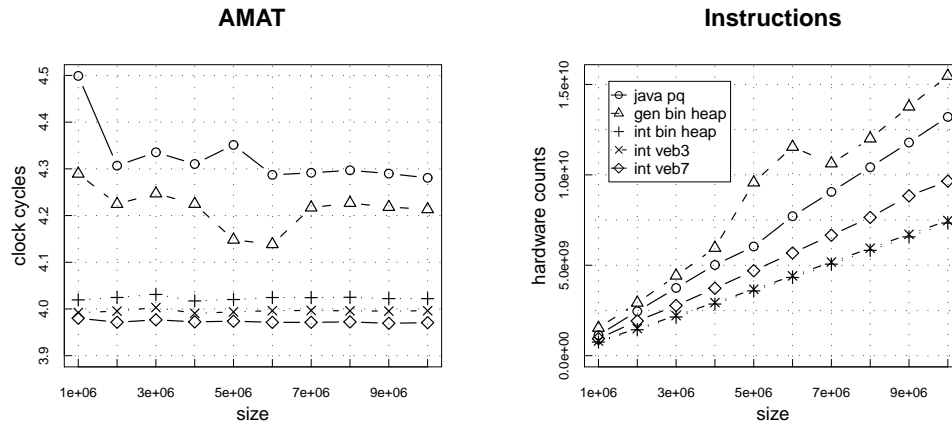 AMAT
4.5
4.4
4.3
4.2
4.1
4.0
3.9
clock cycles
1e+06 3e+06 5e+06 7e+06 9e+06
size
Instructions
java pq
gen bin heap
int bin heap
int veb3
int veb7
1.5e+10
1.0e+10
5.0e+09
0.0e+00
hardware counts
1e+06 3e+06 5e+06 7e+06 9e+06
size